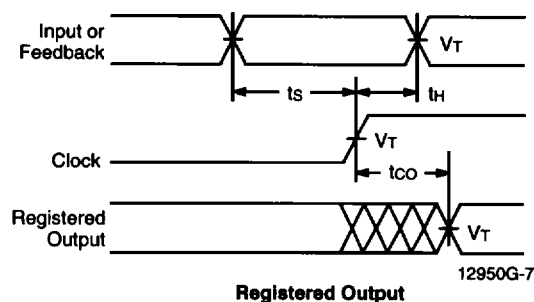 Input or
Feedback
VT
tS
tH
VT
Clock
tCO
Registered
Output
VT
12950G-7
Registered Output